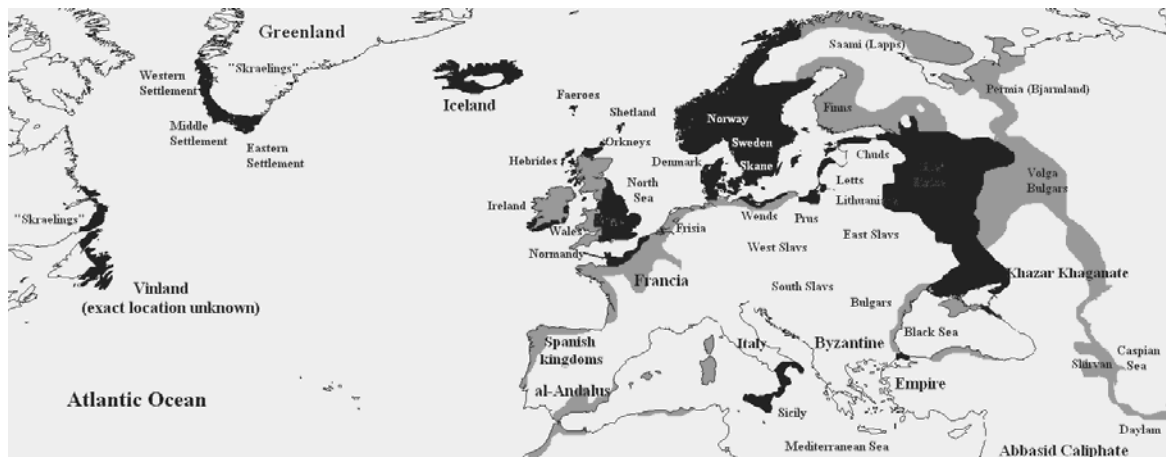 Greenland
Western
Settlement
"Skraelings"
Middle
Settlement
Eastern
Settlement
Iceland
Faeroes
Shetland
Orkneys
Hebrides
North
Sea
Ireland
Wales
Normandy
Norway
Sweden
Skane
Denmark
Saami (Lapps)
Finns
Permia (Bjarmland)
Chuds
Letts
Lithuani
Volga
Bulgars
Wends
Prus
Frisia
West Slavs
East Slavs
South Slavs
Francia
Khazar Khaganate
Bulgars
Black Sea
"Skraelings"
Vinland
(exact location unknown)
Atlantic Ocean
Spanish
kingdoms
al-Andalus
Italy
Sicily
Byzantine
Empire
Mediterranean Sea
Shirvan
Caspian
Sea
Daylam
Abbasid Caliphate